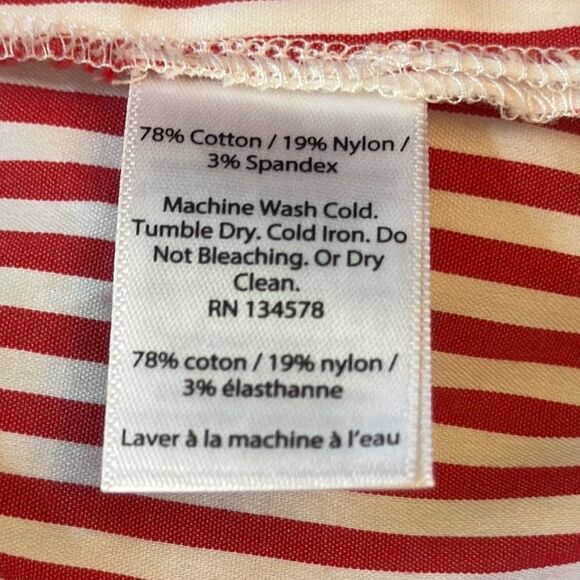 78% Cotton / 19% Nylon /
3% Spandex
Machine Wash Cold.
Tumble Dry. Cold Iron. Do
Not Bleaching. Or Dry
Clean.
RN 134578
78% coton / 19% nylon /
3% élasthanne
Laver à la machine à l'eau